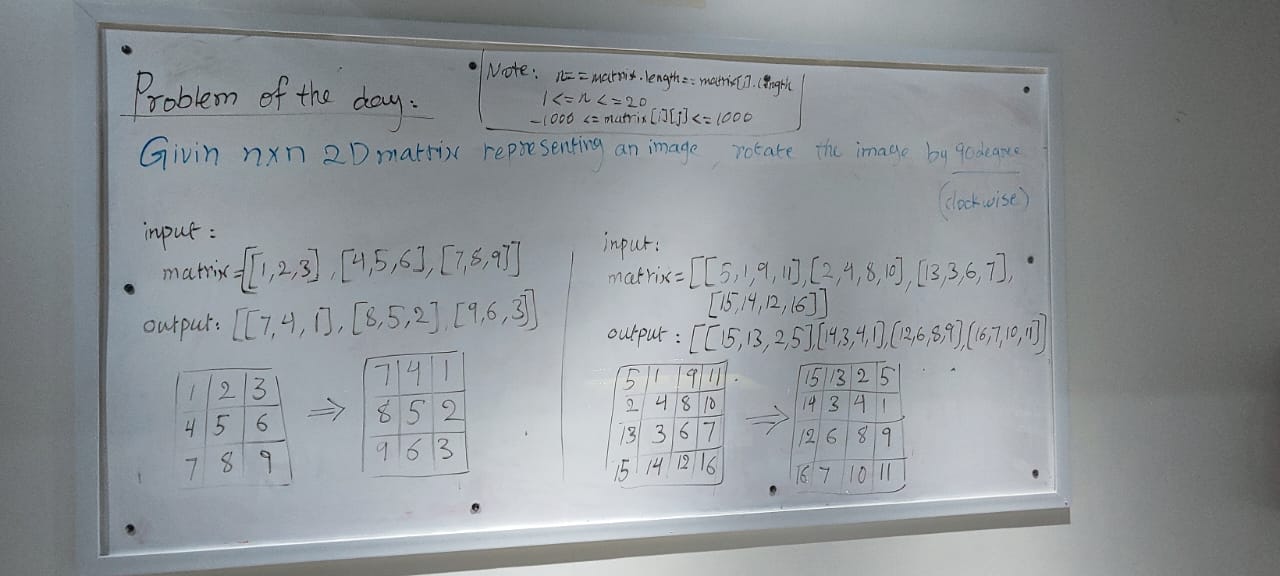 Problem of the day:
Note: n == matrix.length == matrix[i].length
1 <= n <= 20
-1000 <= matrix[i][j] <= 1000
Givin nxn 2D matrix representing an image, rotate the image by 90 degree
(clockwise)
input:
matrix=[[1,2,3],[4,5,6],[7,8,9]]
output: [[7,4,1],[8,5,2],[9,6,3]]
1 2 3
4 5 6
7 8 9
⇒
7 4 1
8 5 2
9 6 3
input:
matrix=[[5,1,9,11],[2,4,8,10],[13,3,6,7],
[15,14,12,16]]
output: [[15,13,2,5][14,3,4,1],[12,6,8,9],[16,7,10,11]]
5 1 9 11
2 4 8 10
13 3 6 7
15 14 12 16
⇒
15 13 2 5
14 3 4 1
12 6 8 9
16 7 10 11